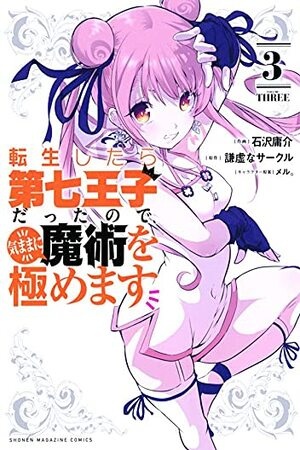 3
VOLUME
THREE
[作画]石沢庸介
[原作]謙虚なサークル
[キャラクター原案]メル。
転生したら
第七王子
だったので、
気ままに
魔術を
極めます
SHONEN MAGAZINE COMICS